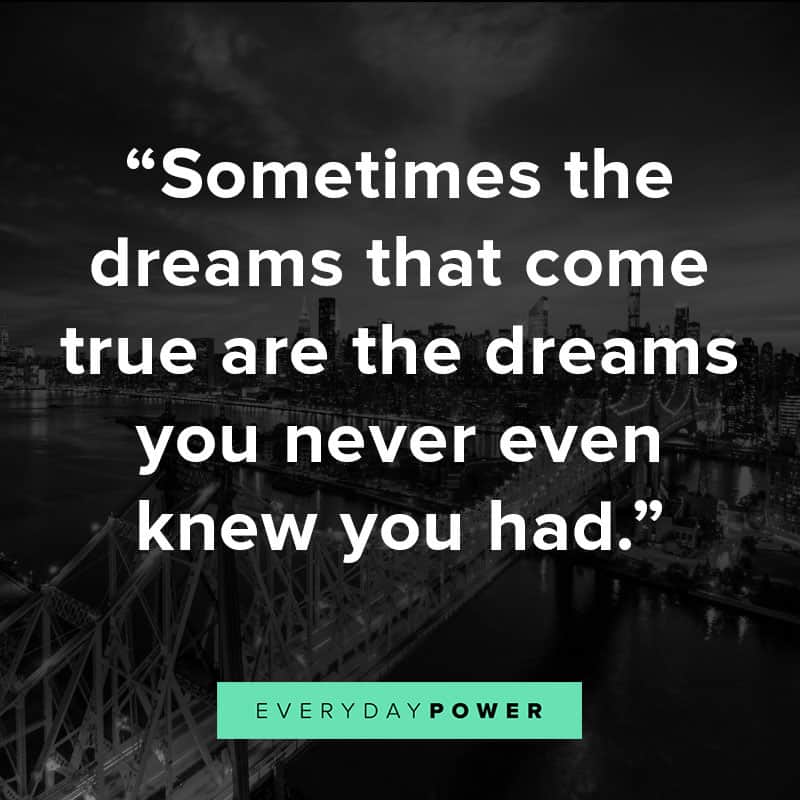 “Sometimes the
dreams that come
true are the dreams
you never even
knew you had.”
EVERYDAYPOWER